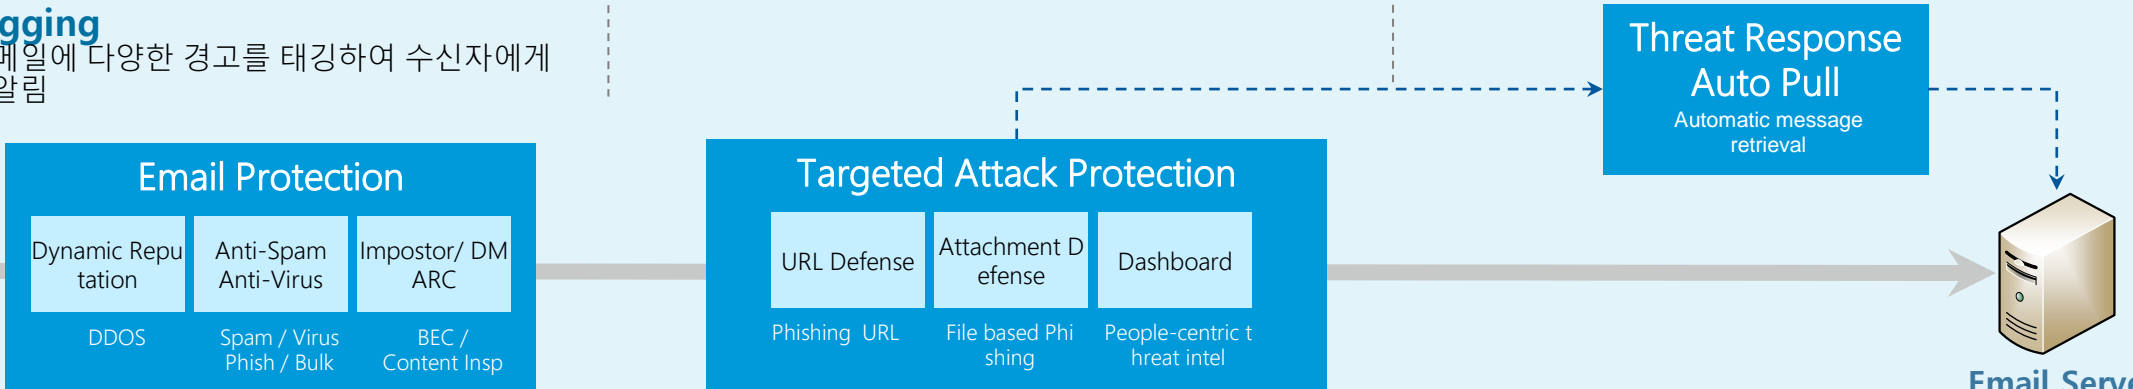 gging
메일에 다양한 경고를 태깅하여 수신자에게
알림
Threat Response
Auto Pull
Automatic message
retrieval
Email Protection
Dynamic Repu
tation
Anti-Spam
Anti-Virus
Impostor/ DM
ARC
DDOS
Spam / Virus
Phish / Bulk
BEC /
Content Insp
Targeted Attack Protection
URL Defense
Attachment D
efense
Dashboard
Phishing URL
File based Phi
shing
People-centric t
hreat intel
Email Serve